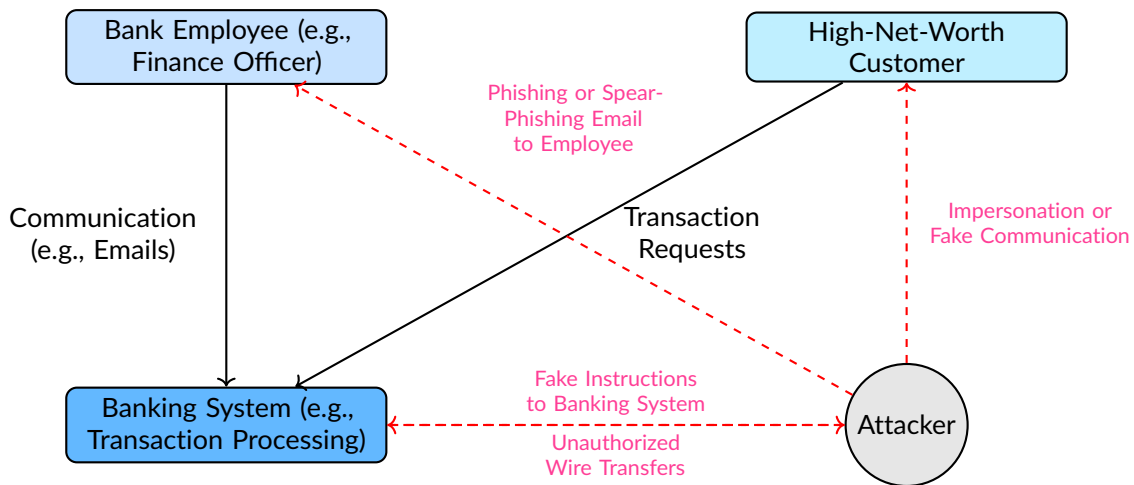 Bank Employee (e.g.,
Finance Officer)
High-Net-Worth
Customer
Phishing or Spear-
Phishing Email
to Employee
Communication
(e.g., Emails)
Transaction
Requests
Impersonation or
Fake Communication
Banking System (e.g.,
Transaction Processing)
Fake Instructions
to Banking System
Unauthorized
Wire Transfers
Attacker